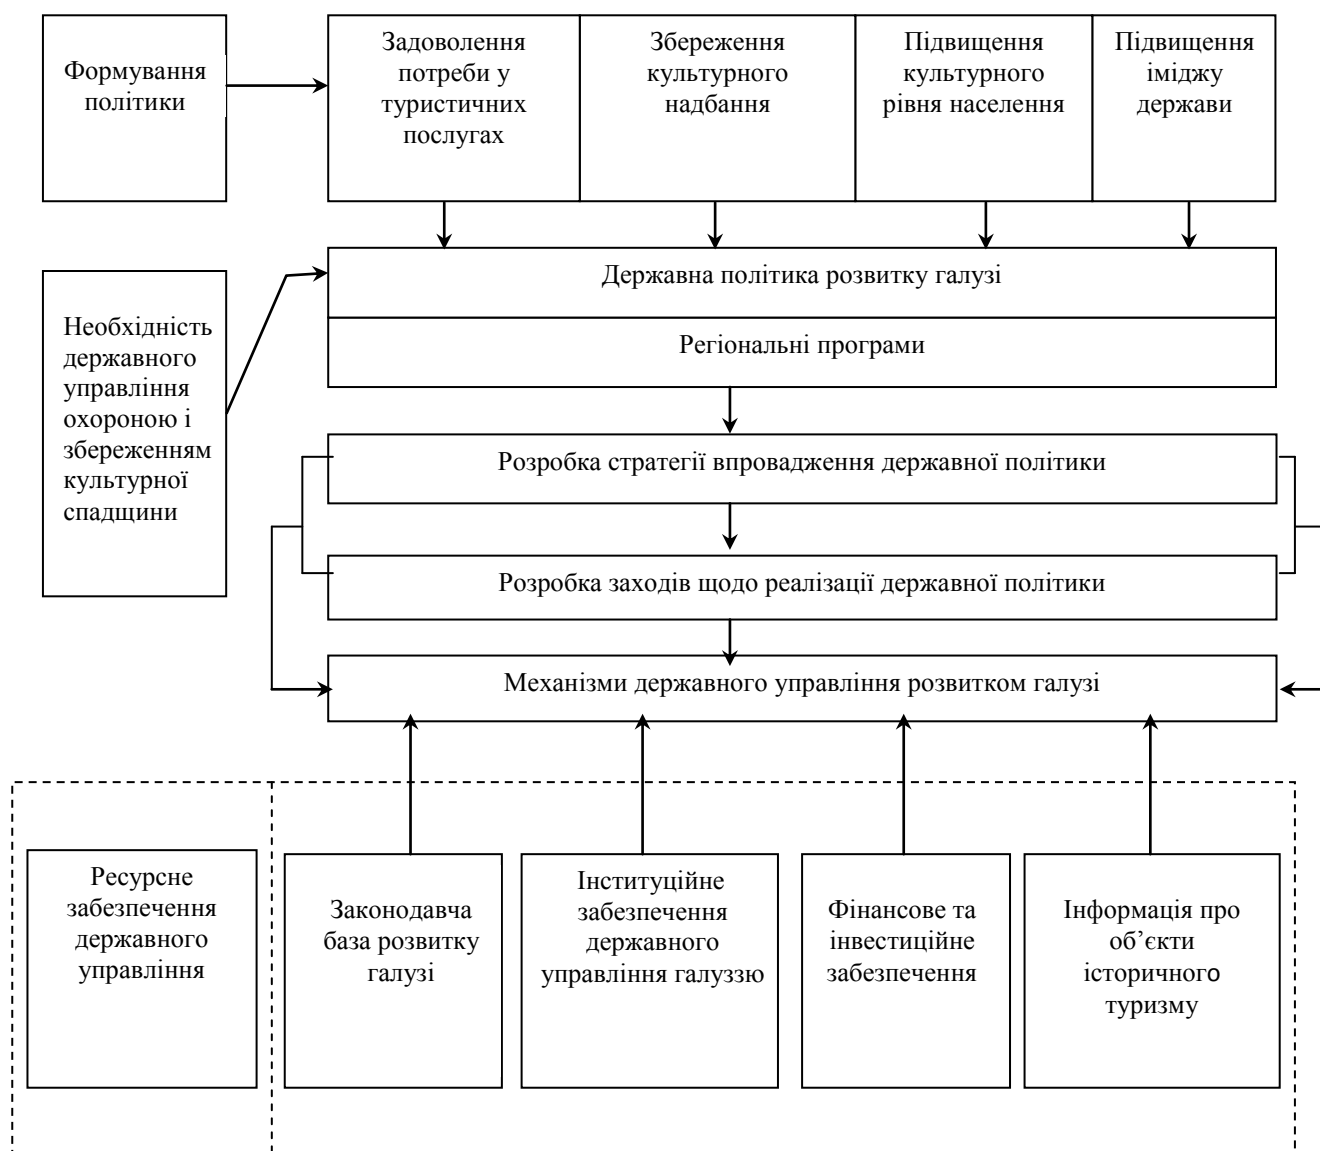 Формування
політики
Задоволення
потреби у
туристичних
послугах
Збереження
культурного
надбання
Підвищення
культурного
рівня населення
Підвищення
іміджу
держави
Державна політика розвитку галузі
Регіональні програми
Необхідність
державного
управління
охороною і
збереженням
культурної
спадщини
Розробка стратегії впровадження державної політики
Розробка заходів щодо реалізації державної політики
Механізми державного управління розвитком галузі
Ресурсне
забезпечення
державного
управління
Законодавча
база розвитку
галузі
Інституційне
забезпечення
державного
управління галуззю
Фінансове та
інвестиційне
забезпечення
Інформація про
об’єкти
історичного
туризму